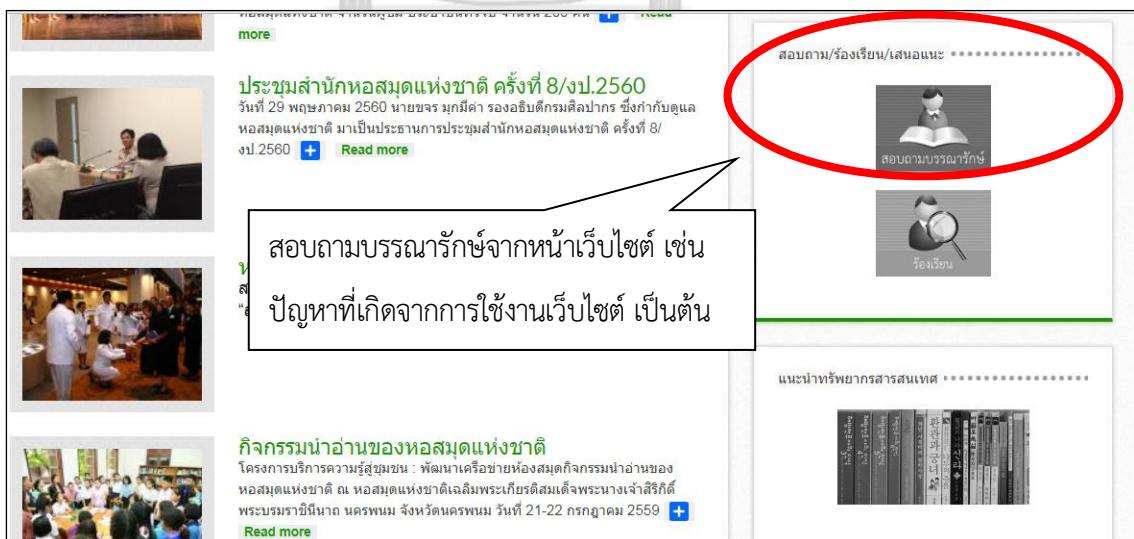 หอสมุดแห่งชาติ จำนวน
Read
more
ประชุมสำนักหอสมุดแห่งชาติ ครั้งที่ 8/งป.2560
วันที่ 29 พฤษภาคม 2560 นายขจร มุกมีค่า รองอธิบดีกรมศิลปากร ซึ่งกำกับดูแล
หอสมุดแห่งชาติ มาเป็นประธานการประชุมสำนักหอสมุดแห่งชาติ ครั้งที่ 8/
งป.2560 Read more
สอบถามบรรณารักษ์จากหน้าเว็บไซต์ เช่น
ปัญหาที่เกิดจากการใช้งานเว็บไซต์ เป็นต้น
กิจกรรมนำอ่านของหอสมุดแห่งชาติ
โครงการบริการความรู้สู่ชุมชน : พัฒนาเครือข่ายห้องสมุดกิจกรรมนำอ่านของ
หอสมุดแห่งชาติ ณ หอสมุดแห่งชาติเฉลิมพระเกียรติสมเด็จพระนางเจ้าสิริกิติ์
พระบรมราชินีนาถ นครพนม จังหวัดนครพนม วันที่ 21-22 กรกฎาคม 2559
Read more
สอบถาม/ร้องเรียน/เสนอแนะ
สอบถามบรรณารักษ์
ร้องเรียน
แนะนำทรัพยากรสารสนเทศ